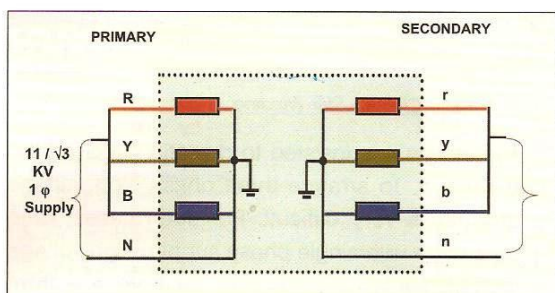 PRIMARY
SECONDARY
R
r
Y
y
11 / √3
KV
1 φ
Supply
B
b
N
n